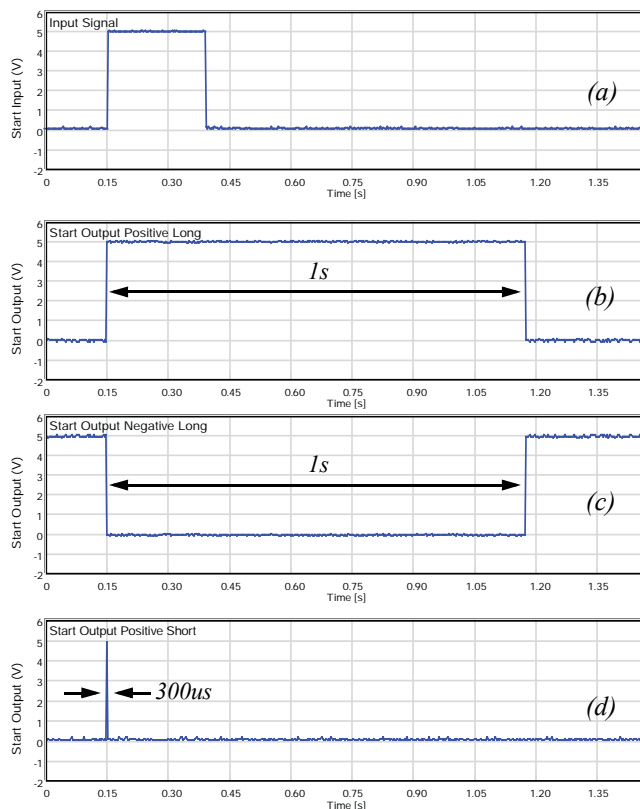 Input Signal
6
5
4
3
2
1
0
-1
-2
Start Input (V)
(a)
0 0.15 0.30 0.45 0.60 0.75 0.90 1.05 1.20 1.35
Time [s]
Start Output Positive Long
6
5
4
3
2
1
0
-1
-2
Start Output (V)
1s
(b)
0 0.15 0.30 0.45 0.60 0.75 0.90 1.05 1.20 1.35
Time [s]
Start Output Negative Long
6
5
4
3
2
1
0
-1
-2
Start Output (V)
1s
(c)
0 0.15 0.30 0.45 0.60 0.75 0.90 1.05 1.20 1.35
Time [s]
Start Output Positive Short
6
5
4
3
2
1
0
-1
-2
Start Output (V)
300us
(d)
0 0.15 0.30 0.45 0.60 0.75 0.90 1.05 1.20 1.35
Time [s]